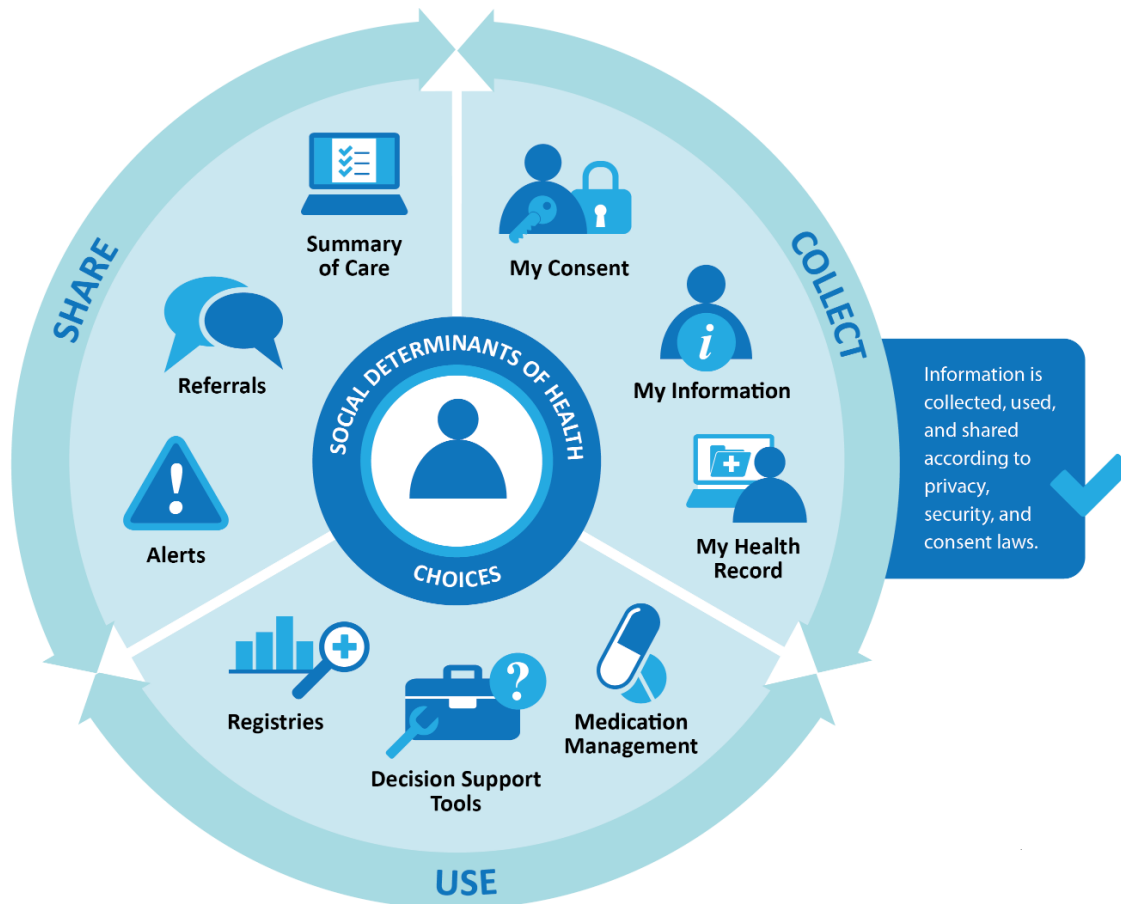 SHARE
Summary
of Care
Referrals
!
Alerts
COLLECT
My Consent
i
My Information
My Health
Record
SOCIAL DETERMINANTS OF HEALTH
CHOICES
Information is
collected, used,
and shared
according to
privacy,
security, and
consent laws.
Registries
?
Decision Support
Tools
Medication
Management
USE